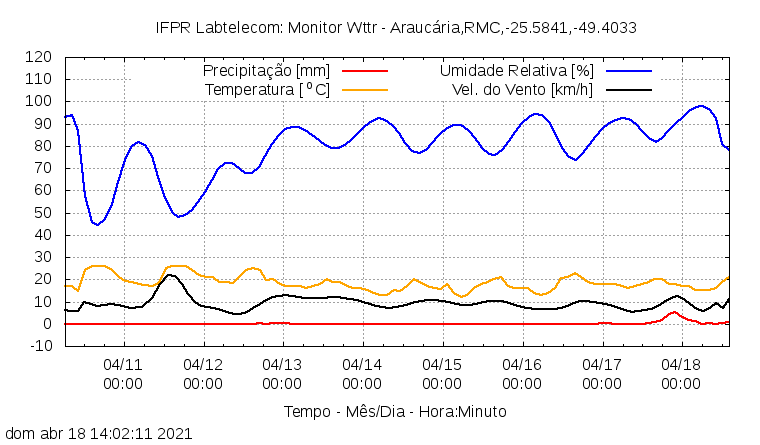 IFPR Labtelecom: Monitor Wttr - Araucária,RMC,-25.5841,-49.4033
Precipitação [mm]
Umidade Relativa [%]
Temperatura [ ⁰C]
Vel. do Vento [km/h]
120
110
100
90
80
70
60
50
40
30
20
10
0
-10
04/11 04/12 04/13 04/14 04/15 04/16 04/17 04/18
00:00 00:00 00:00 00:00 00:00 00:00 00:00 00:00
Tempo - Mês/Dia - Hora:Minuto
dom abr 18 14:02:11 2021